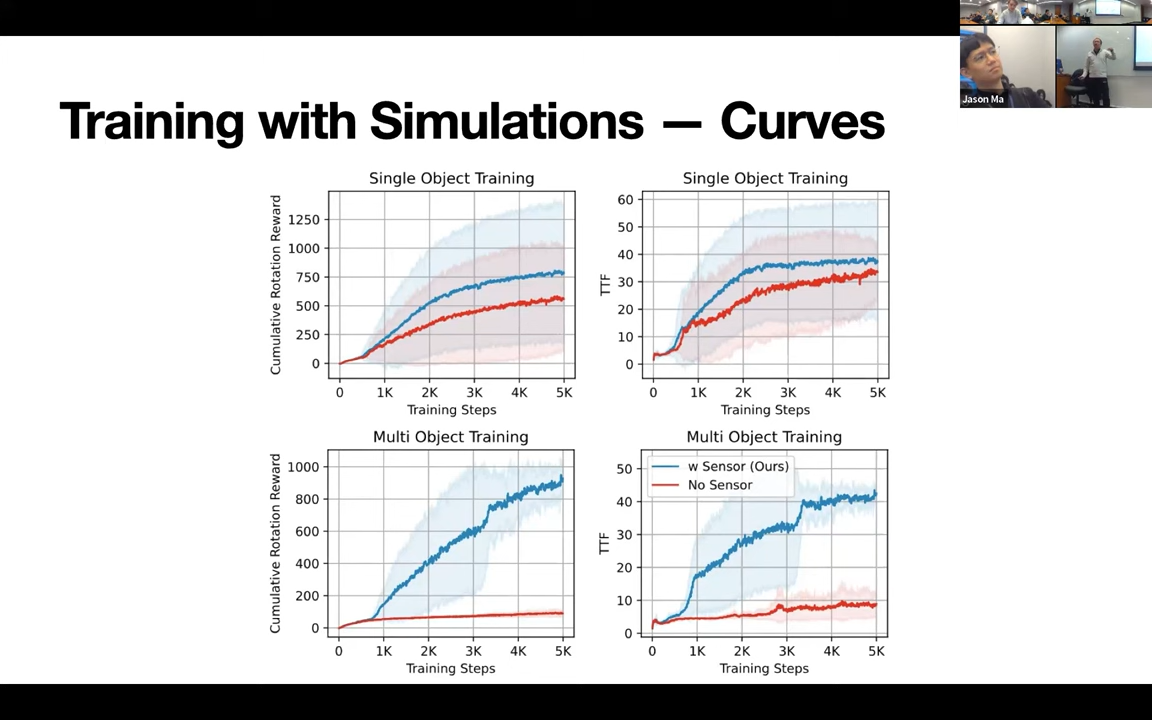 Jason Ma
Training with Simulations — Curves
Single Object Training
Cumulative Rotation Reward
1250
1000
750
500
250
0
0 1K 2K 3K 4K 5K
Training Steps
Single Object Training
TTF
60
50
40
30
20
10
0
0 1K 2K 3K 4K 5K
Training Steps
Multi Object Training
Cumulative Rotation Reward
1000
800
600
400
200
0
0 1K 2K 3K 4K 5K
Training Steps
Multi Object Training
w Sensor (Ours)
No Sensor
TTF
50
40
30
20
10
0
0 1K 2K 3K 4K 5K
Training Steps